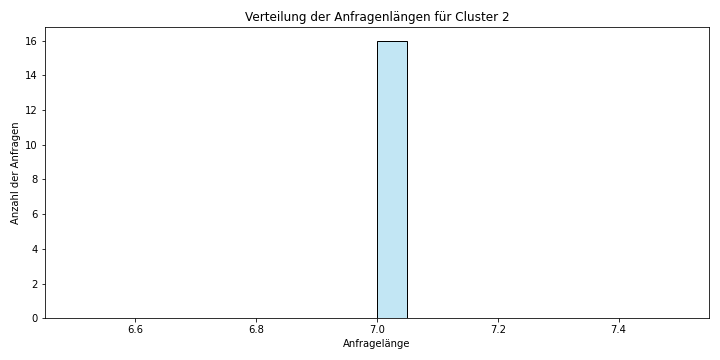 Verteilung der Anfragenlängen für Cluster 2
Anzahl der Anfragen
16
14
12
10
8
6
4
2
0
6.6 6.8 7.0 7.2 7.4
Anfragelänge